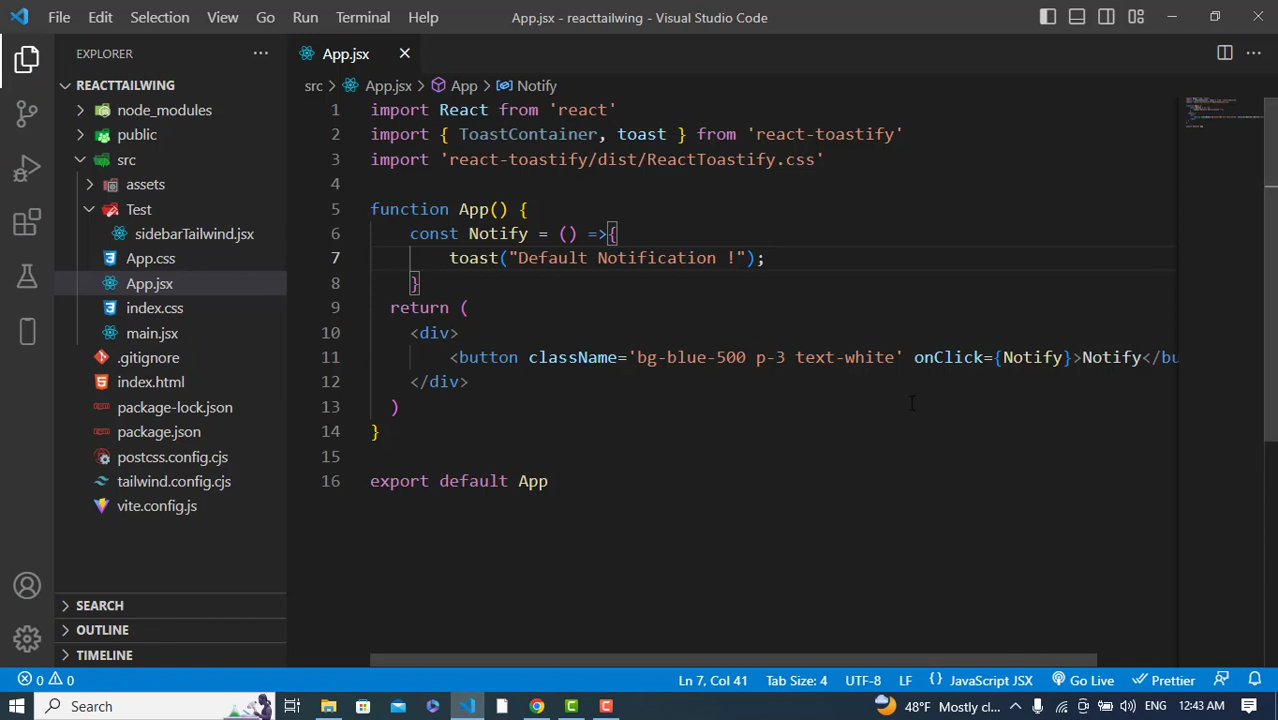 File Edit Selection View Go Run Terminal Help App.jsx - reacttailwing - Visual Studio Code
EXPLORER
App.jsx
REACTTAILWING
src App.jsx App Notify
node_modules
public
src
assets
Test
sidebarTailwind.jsx
App.css
App.jsx
index.css
main.jsx
.gitignore
index.html
package-lock.json
package.json
postcss.config.cjs
tailwind.config.cjs
vite.config.js
SEARCH
OUTLINE
TIMELINE
1 import React from 'react'
2 import { ToastContainer, toast } from 'react-toastify'
3 import 'react-toastify/dist/ReactToastify.css'
4
5 function App() {
6 const Notify = () =>{
7 toast("Default Notification !");
8 }
9 return (
10 <div>
11 <button className='bg-blue-500 p-3 text-white' onClick={Notify}>Notify</bu
12 </div>
13 )
14 }
15
16 export default App
0 0 Ln 7, Col 41 Tab Size: 4 UTF-8 LF {} JavaScript JSX Go Live Prettier
Search 48°F Mostly cl... ENG 12:43 AM